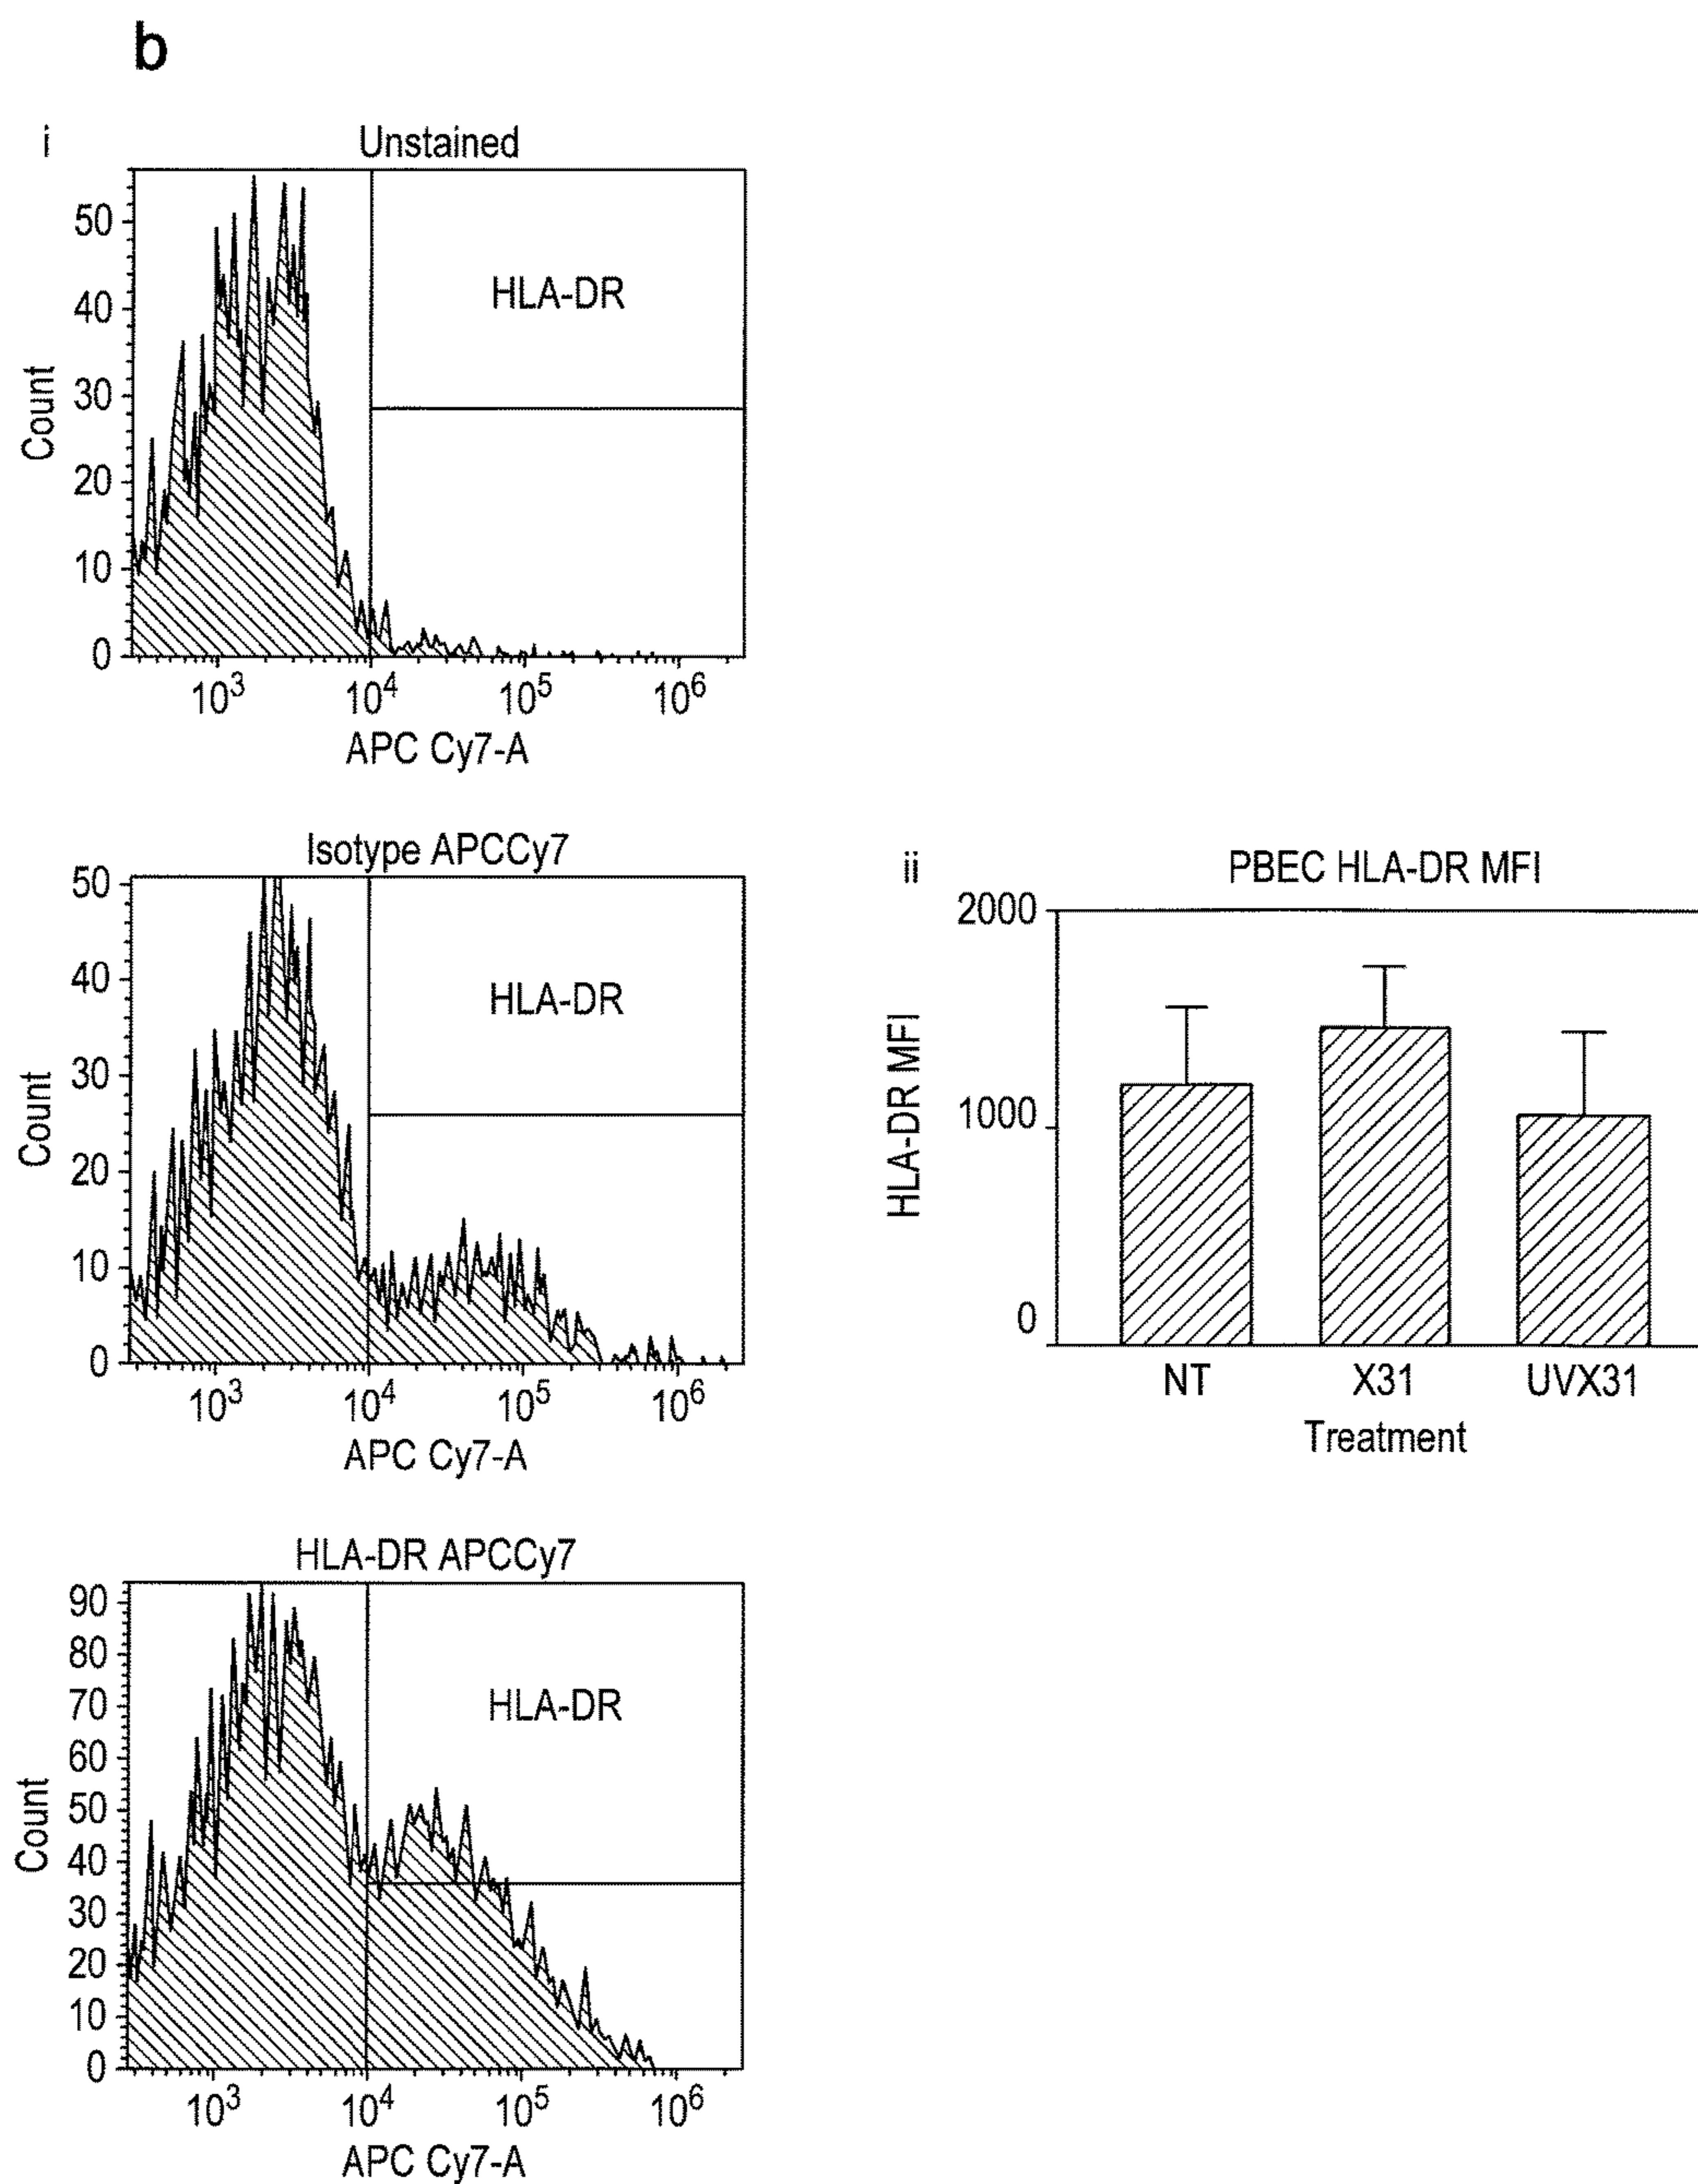 b
i
Unstained
50
40
30
20
10
0
Count
HLA-DR
10³ 10⁴ 10⁵ 10⁶
APC Cy7-A
Isotype APCCy7
50
40
30
20
10
0
Count
HLA-DR
10³ 10⁴ 10⁵ 10⁶
APC Cy7-A
HLA-DR APCCy7
90
80
70
60
50
40
30
20
10
0
Count
HLA-DR
10³ 10⁴ 10⁵ 10⁶
APC Cy7-A
ii
PBEC HLA-DR MFI
2000
1000
0
HLA-DR MFI
NT X31 UVX31
Treatment